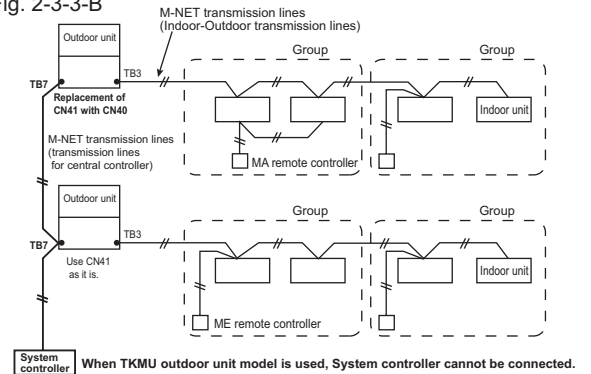 Fig. 2-3-3-B
M-NET transmission lines
(Indoor-Outdoor transmission lines)
Outdoor unit
Group
Group
TB7
TB3
Replacement of
CN41 with CN40
Indoor unit
MA remote controller
M-NET transmission lines
(transmission lines
for central controller)
Outdoor unit
Group
Group
TB7
TB3
Use CN41
as it is.
Indoor unit
ME remote controller
System
controller
When TKMU outdoor unit model is used, System controller cannot be connected.